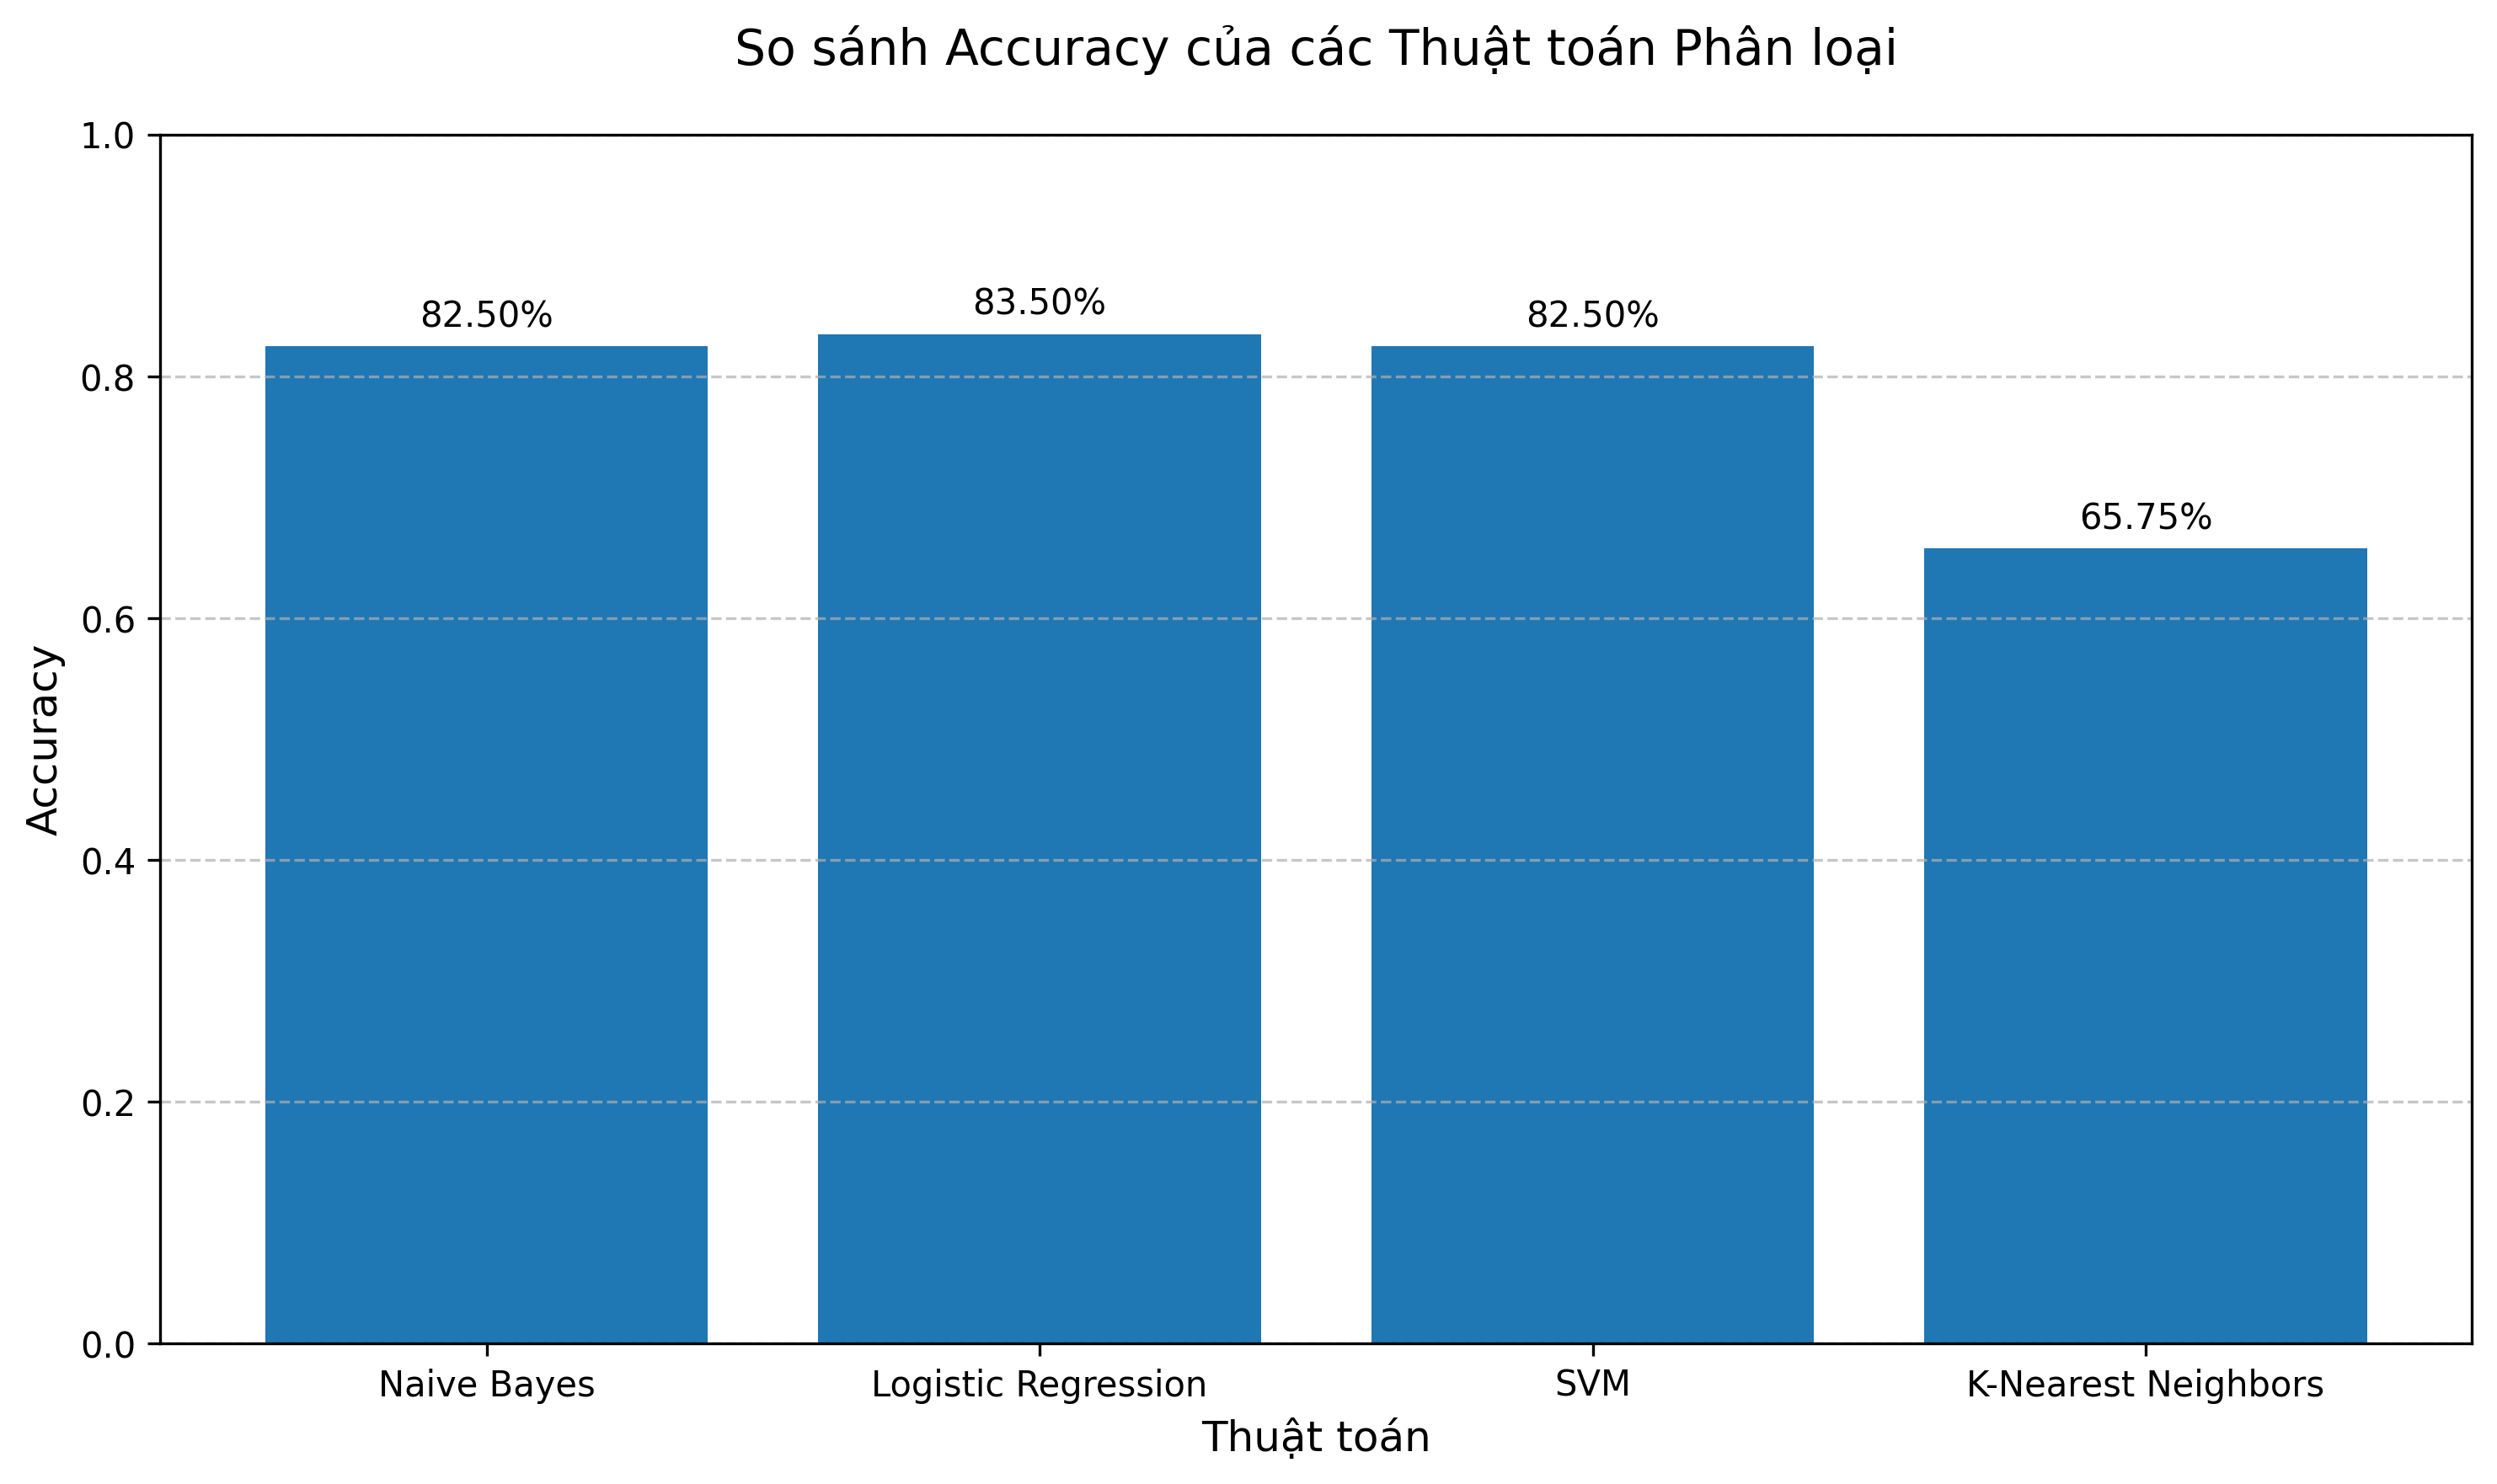 So sánh Accuracy của các Thuật toán Phân loại
1.0
0.8
0.6
0.4
0.2
0.0
Accuracy
82.50%
83.50%
82.50%
65.75%
Naive Bayes
Logistic Regression
SVM
K-Nearest Neighbors
Thuật toán